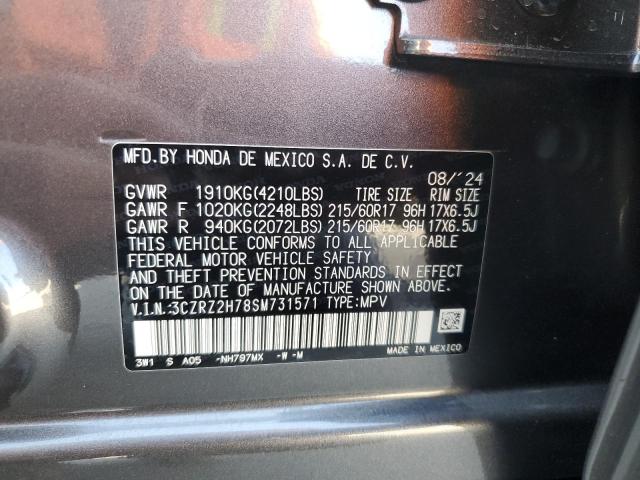 MFD.BY HONDA DE MEXICO S.A. DE C.V.
08/'24
GVWR 1910KG(4210LBS) TIRE SIZE RIM SIZE
GAWR F 1020KG(2248LBS) 215/60R17 96H 17X6.5J
GAWR R 940KG(2072LBS) 215/60R17 96H 17X6.5J
THIS VEHICLE CONFORMS TO ALL APPLICABLE
FEDERAL MOTOR VEHICLE SAFETY
AND THEFT PREVENTION STANDARDS IN EFFECT
ON THE DATE OF MANUFACTURE SHOWN ABOVE.
V.I.N.:3CZRZ2H78SM731571 TYPE:MPV
3W1 S A05 -NH797MX -W -M MADE IN MEXICO